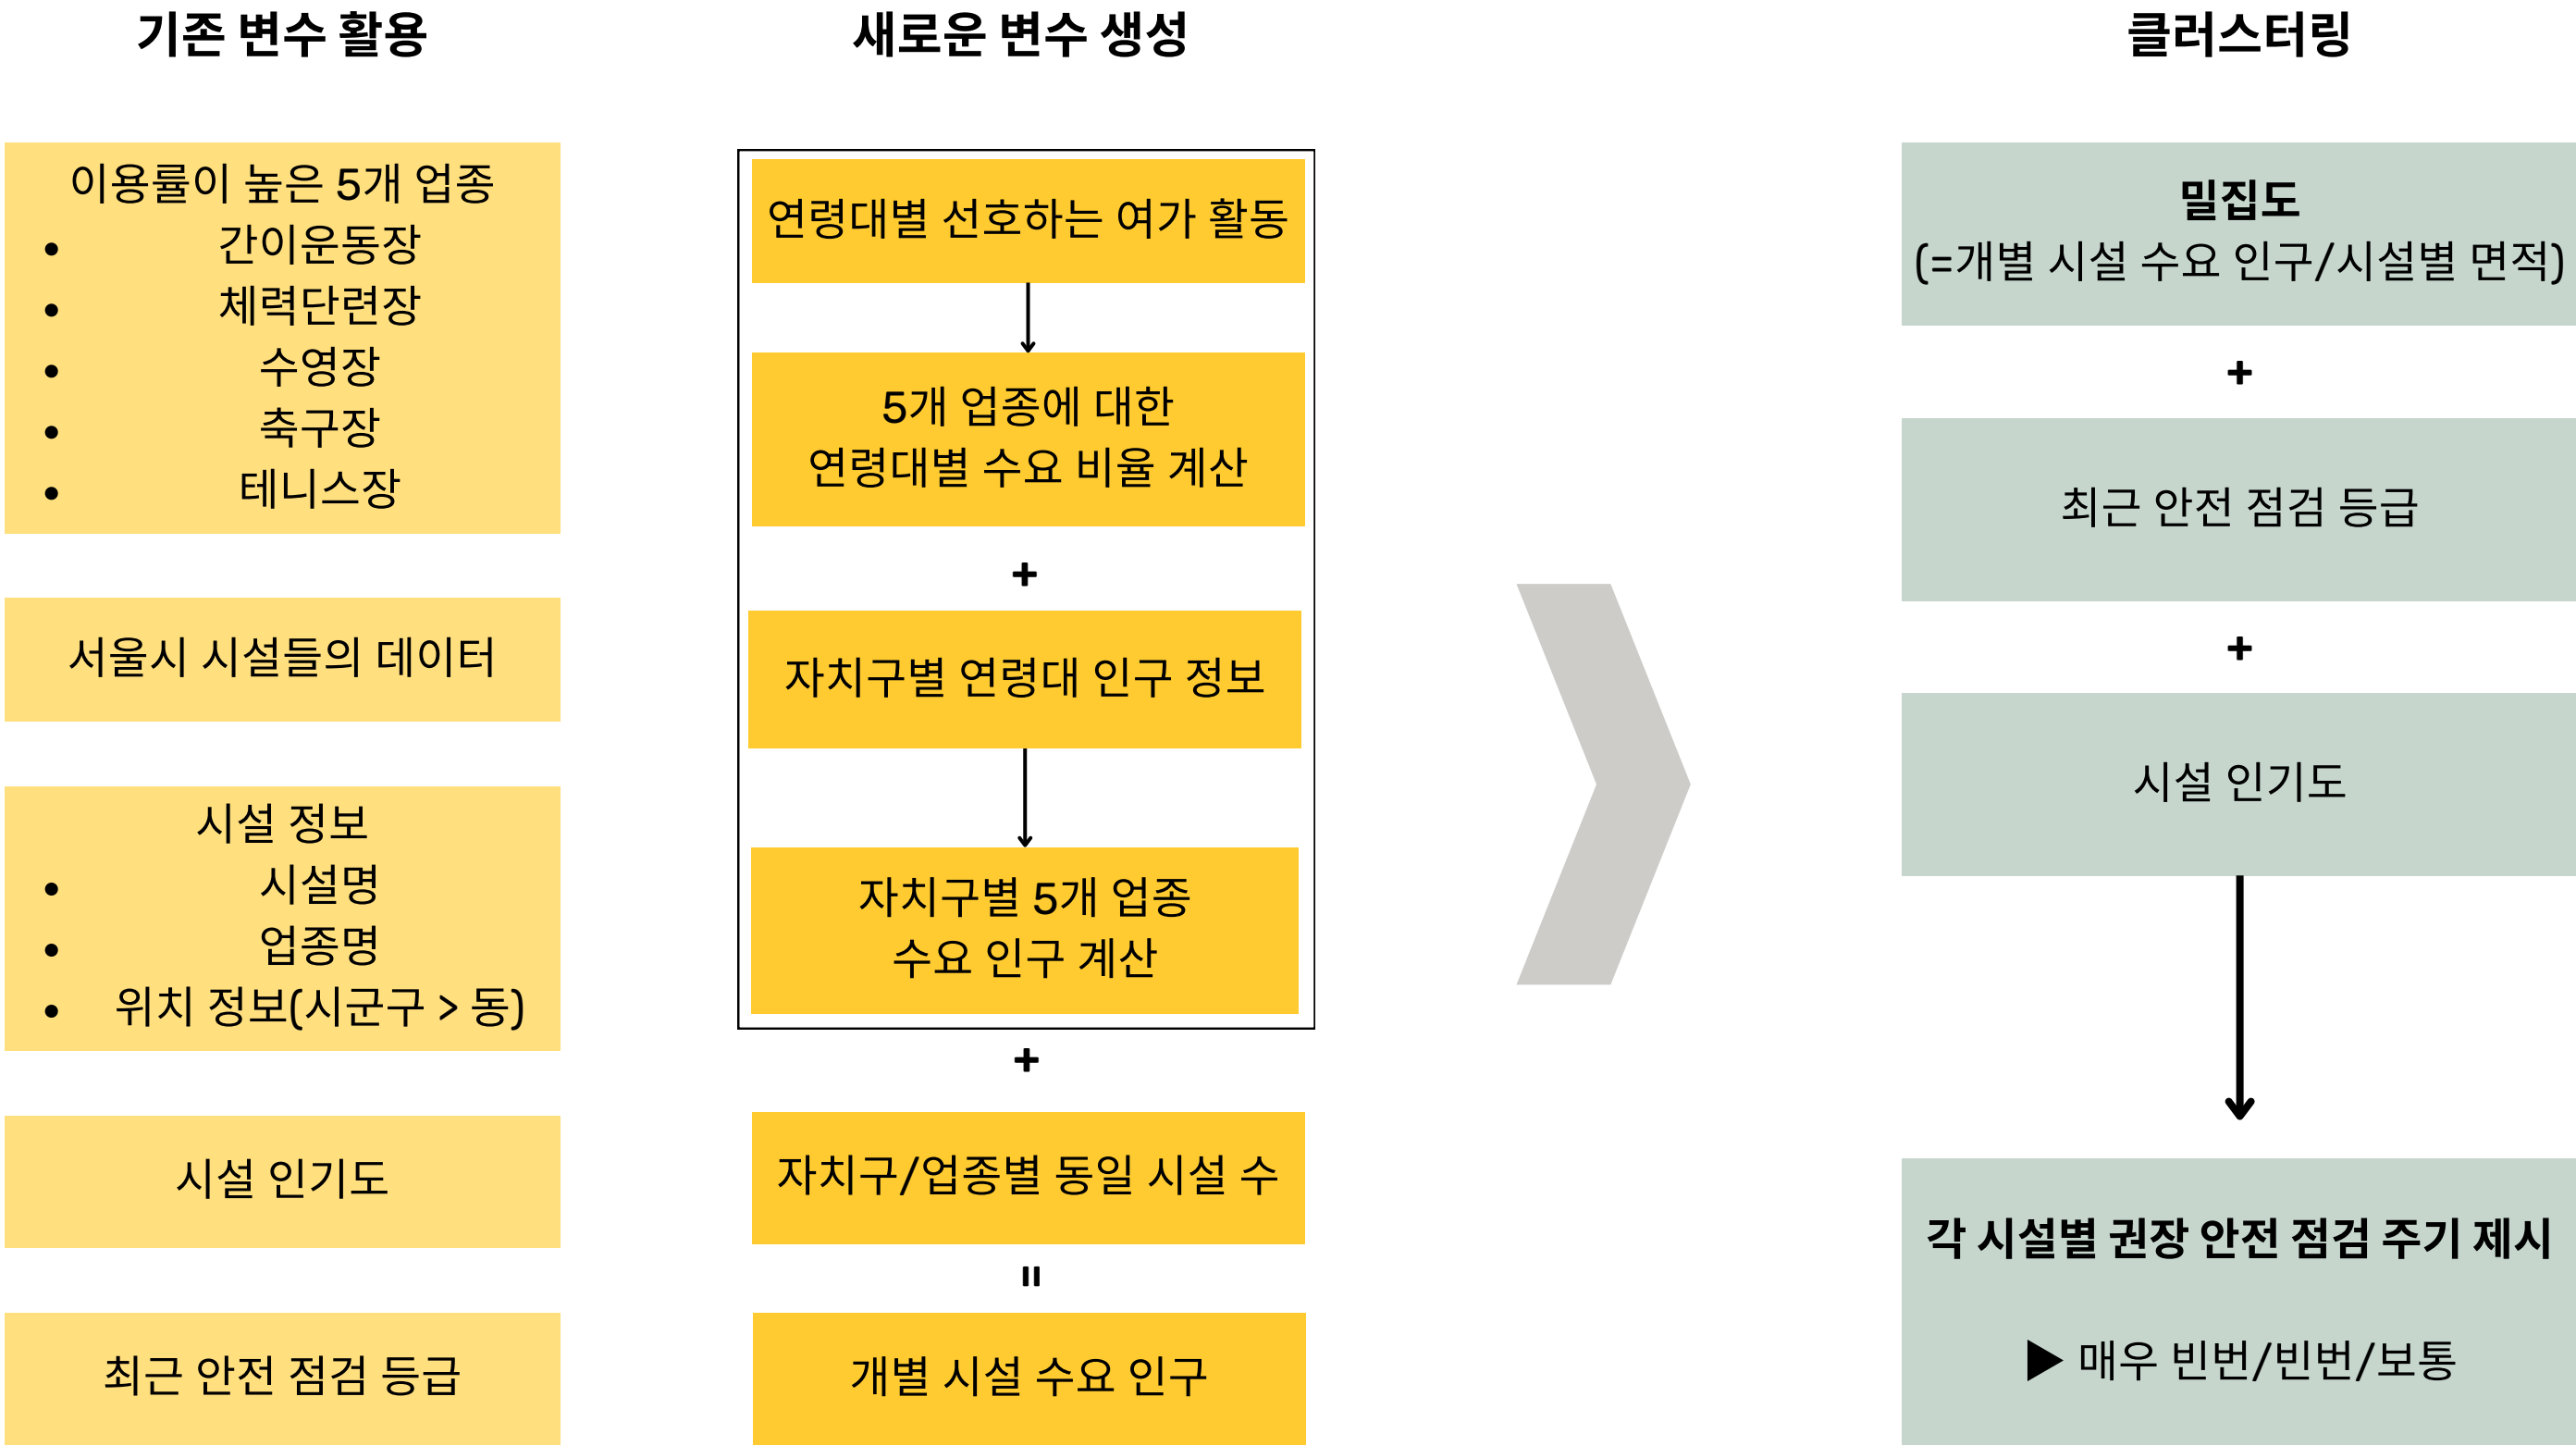 기존 변수 활용
이용률이 높은 5개 업종
• 간이운동장
• 체력단련장
• 수영장
• 축구장
• 테니스장
서울시 시설들의 데이터
시설 정보
• 시설명
• 업종명
• 위치 정보(시군구 > 동)
시설 인기도
최근 안전 점검 등급
새로운 변수 생성
연령대별 선호하는 여가 활동
5개 업종에 대한
연령대별 수요 비율 계산
+
자치구별 연령대 인구 정보
자치구별 5개 업종
수요 인구 계산
+
자치구/업종별 동일 시설 수
=
개별 시설 수요 인구
클러스터링
밀집도
(=개별 시설 수요 인구/시설별 면적)
+
최근 안전 점검 등급
+
시설 인기도
각 시설별 권장 안전 점검 주기 제시
▶ 매우 빈번/빈번/보통